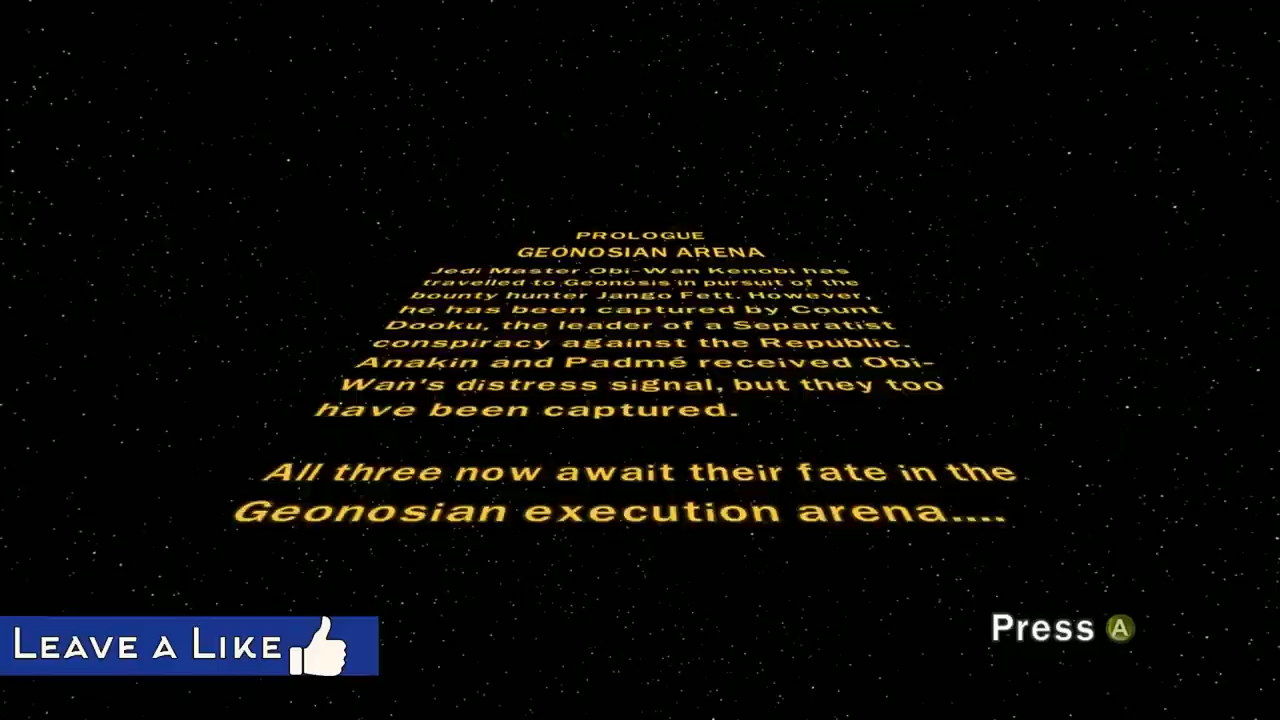 PROLOGUE
GEONOSIAN ARENA
Jedi Master Obi-Wan Kenobi has
travelled to Geonosis in pursuit of the
bounty hunter Jango Fett. However,
he has been captured by Count
Dooku, the leader of a Separatist
conspiracy against the Republic.
Anakin and Padmé received Obi-
Wan's distress signal, but they too
have been captured.
All three now await their fate in the
Geonosian execution arena....
Press A
LEAVE A LIKE